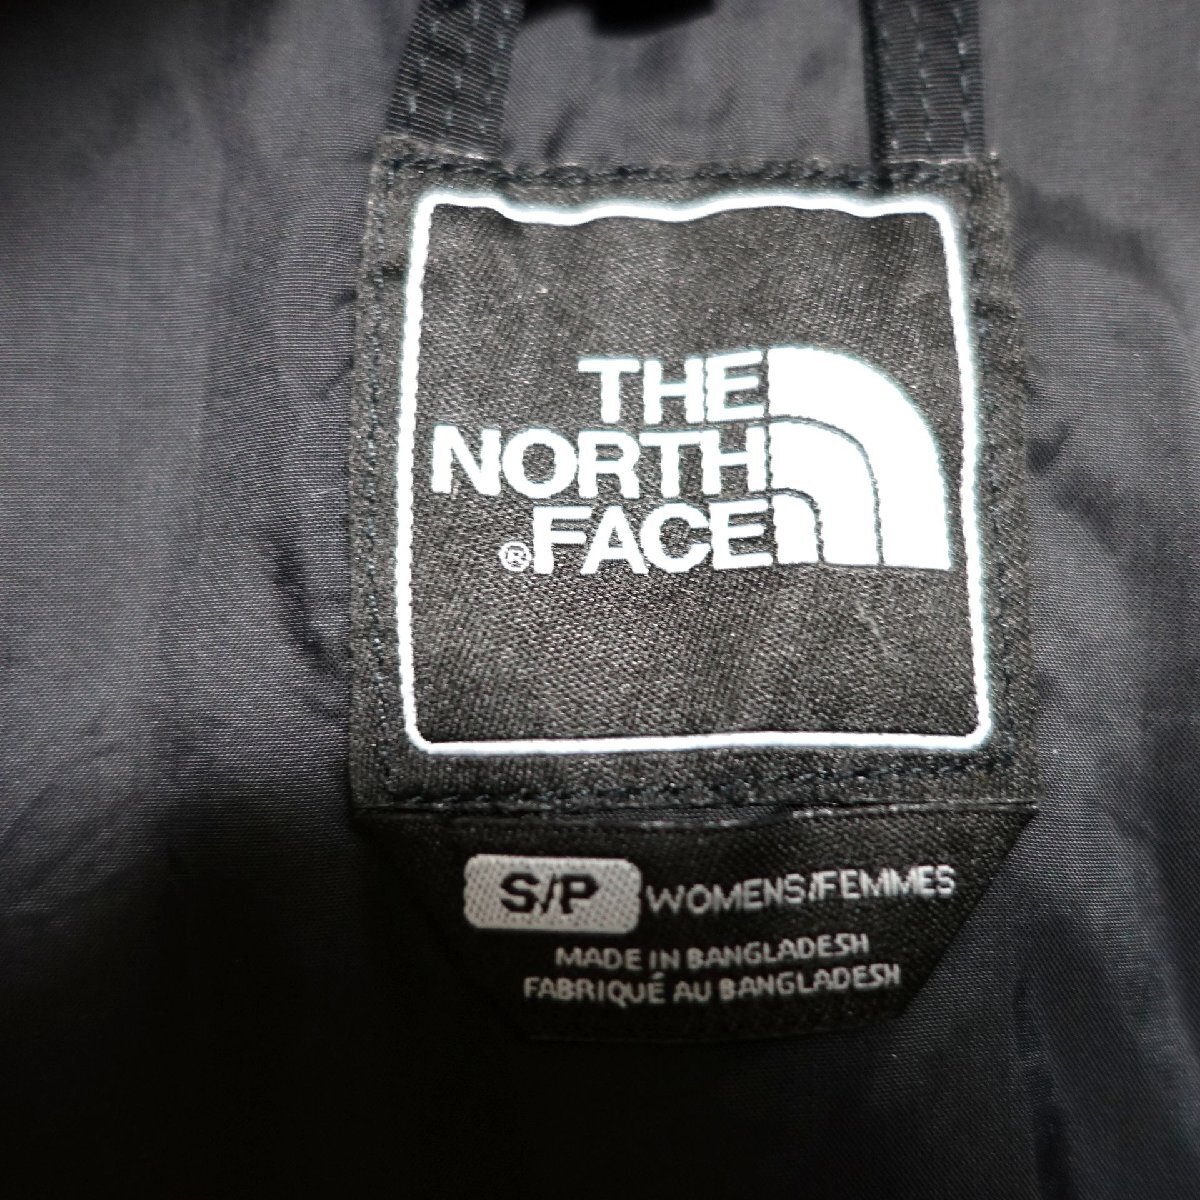 THE
NORTH
®FACE
S/P WOMENS/FEMMES
MADE IN BANGLADESH
FABRIQUÉ AU BANGLADESH